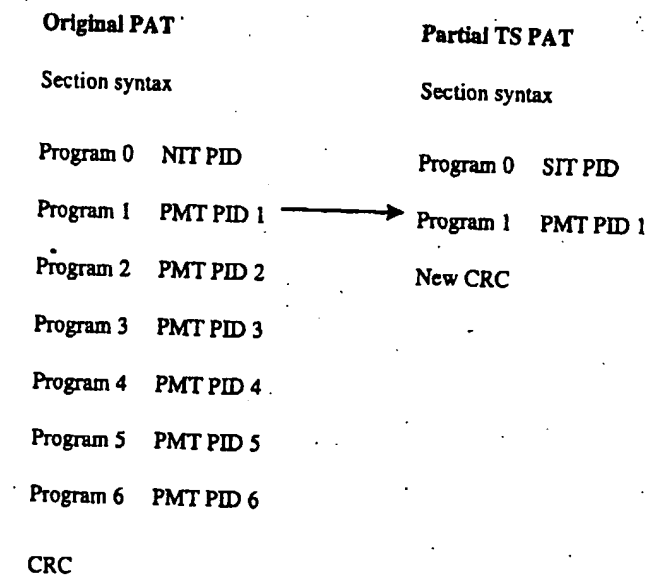 Original PAT
Section syntax
Program 0 NIT PID
Program 1 PMT PID 1
Program 2 PMT PID 2
Program 3 PMT PID 3
Program 4 PMT PID 4
Program 5 PMT PID 5
Program 6 PMT PID 6
CRC
Partial TS PAT
Section syntax
Program 0 SIT PID
Program 1 PMT PID 1
New CRC